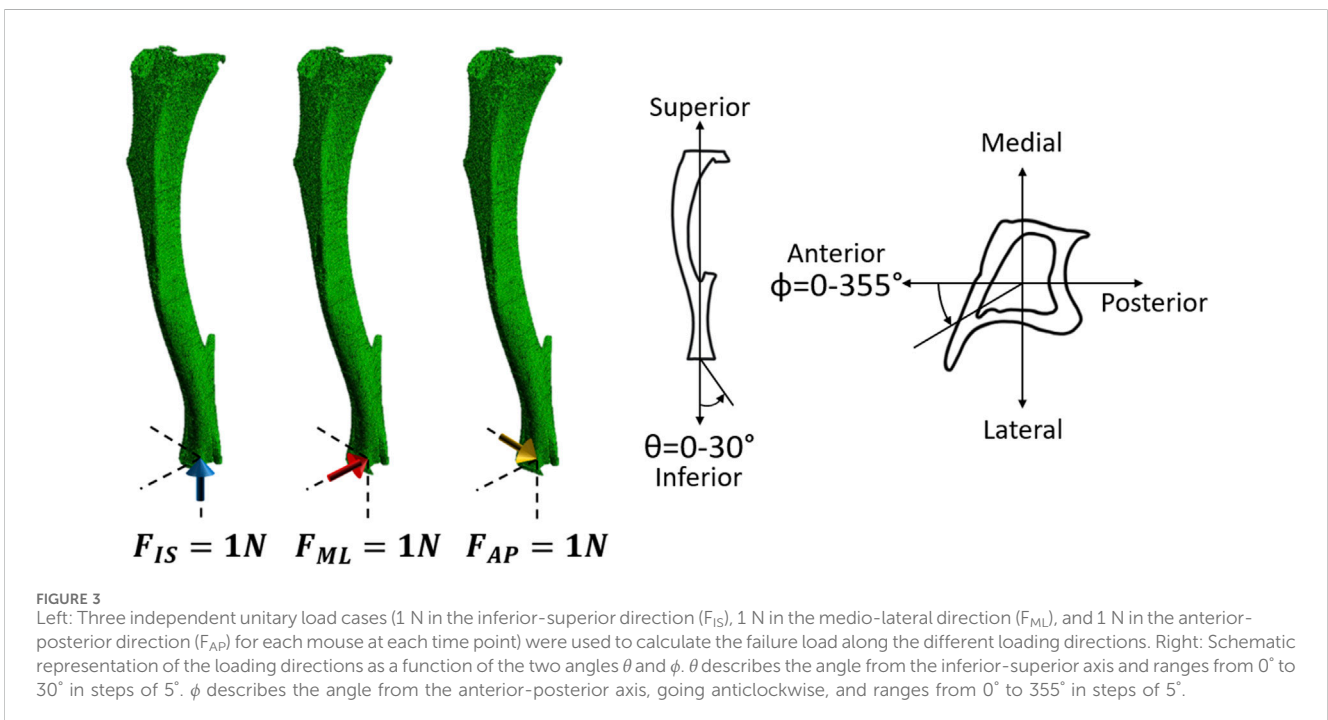 Superior
Medial
Anterior
ϕ=0-355°
Posterior
θ=0-30°
Inferior
Lateral
F_IS = 1N F_ML = 1N F_AP = 1N
FIGURE 3
Left: Three independent unitary load cases (1 N in the inferior-superior direction (F_IS), 1 N in the medio-lateral direction (F_ML), and 1 N in the anterior-
posterior direction (F_AP) for each mouse at each time point) were used to calculate the failure load along the different loading directions. Right: Schematic
representation of the loading directions as a function of the two angles θ and ϕ. θ describes the angle from the inferior-superior axis and ranges from 0° to
30° in steps of 5°. ϕ describes the angle from the anterior-posterior axis, going anticlockwise, and ranges from 0° to 355° in steps of 5°.